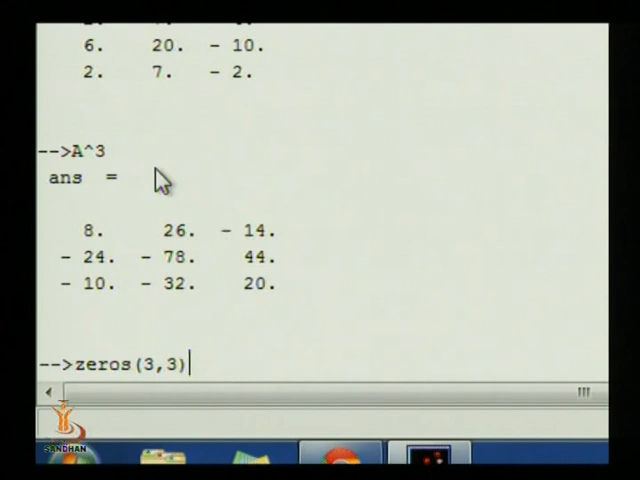 6. 20. - 10.
2. 7. - 2.
-->A^3
ans =
8. 26. - 14.
- 24. - 78. 44.
- 10. - 32. 20.
-->zeros(3,3)
SANDHAN